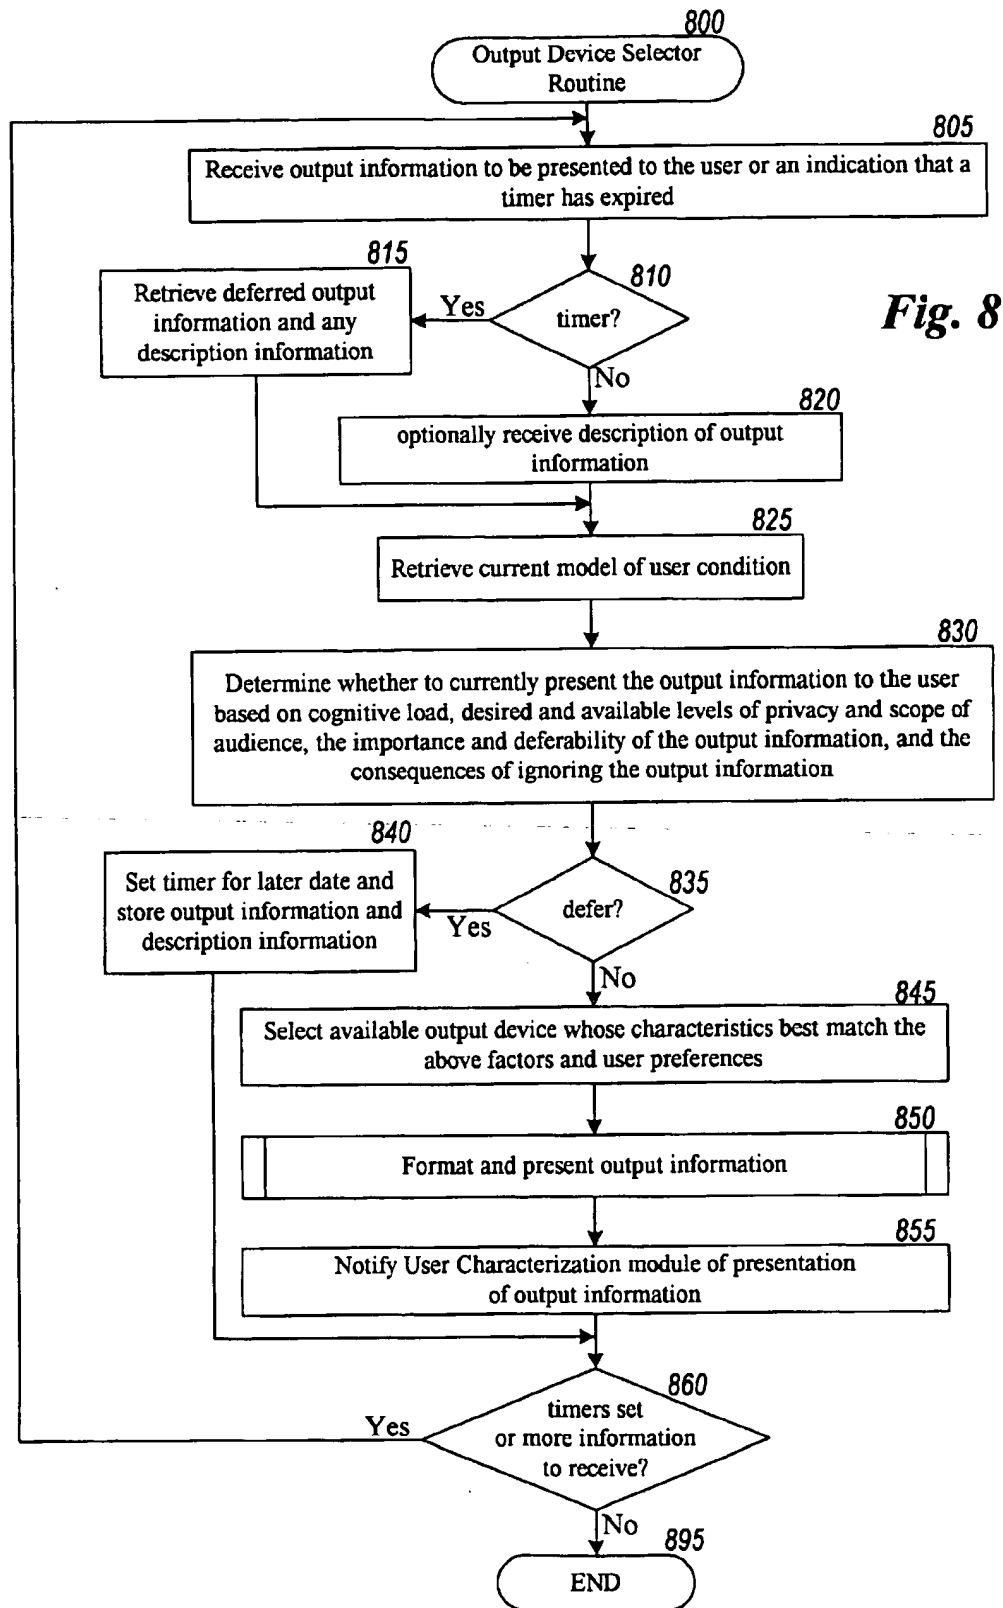 800
Output Device Selector
Routine
805
Receive output information to be presented to the user or an indication that a
timer has expired
815
Retrieve deferred output
information and any
description information
Yes
810
timer?
Fig. 8
No
820
optionally receive description of output
information
825
Retrieve current model of user condition
830
Determine whether to currently present the output information to the user
based on cognitive load, desired and available levels of privacy and scope of
audience, the importance and deferability of the output information, and the
consequences of ignoring the output information
840
Set timer for later date and
store output information and
description information
Yes
835
defer?
No
845
Select available output device whose characteristics best match the
above factors and user preferences
850
Format and present output information
855
Notify User Characterization module of presentation
of output information
860
Yes
timers set
or more information
to receive?
No
895
END